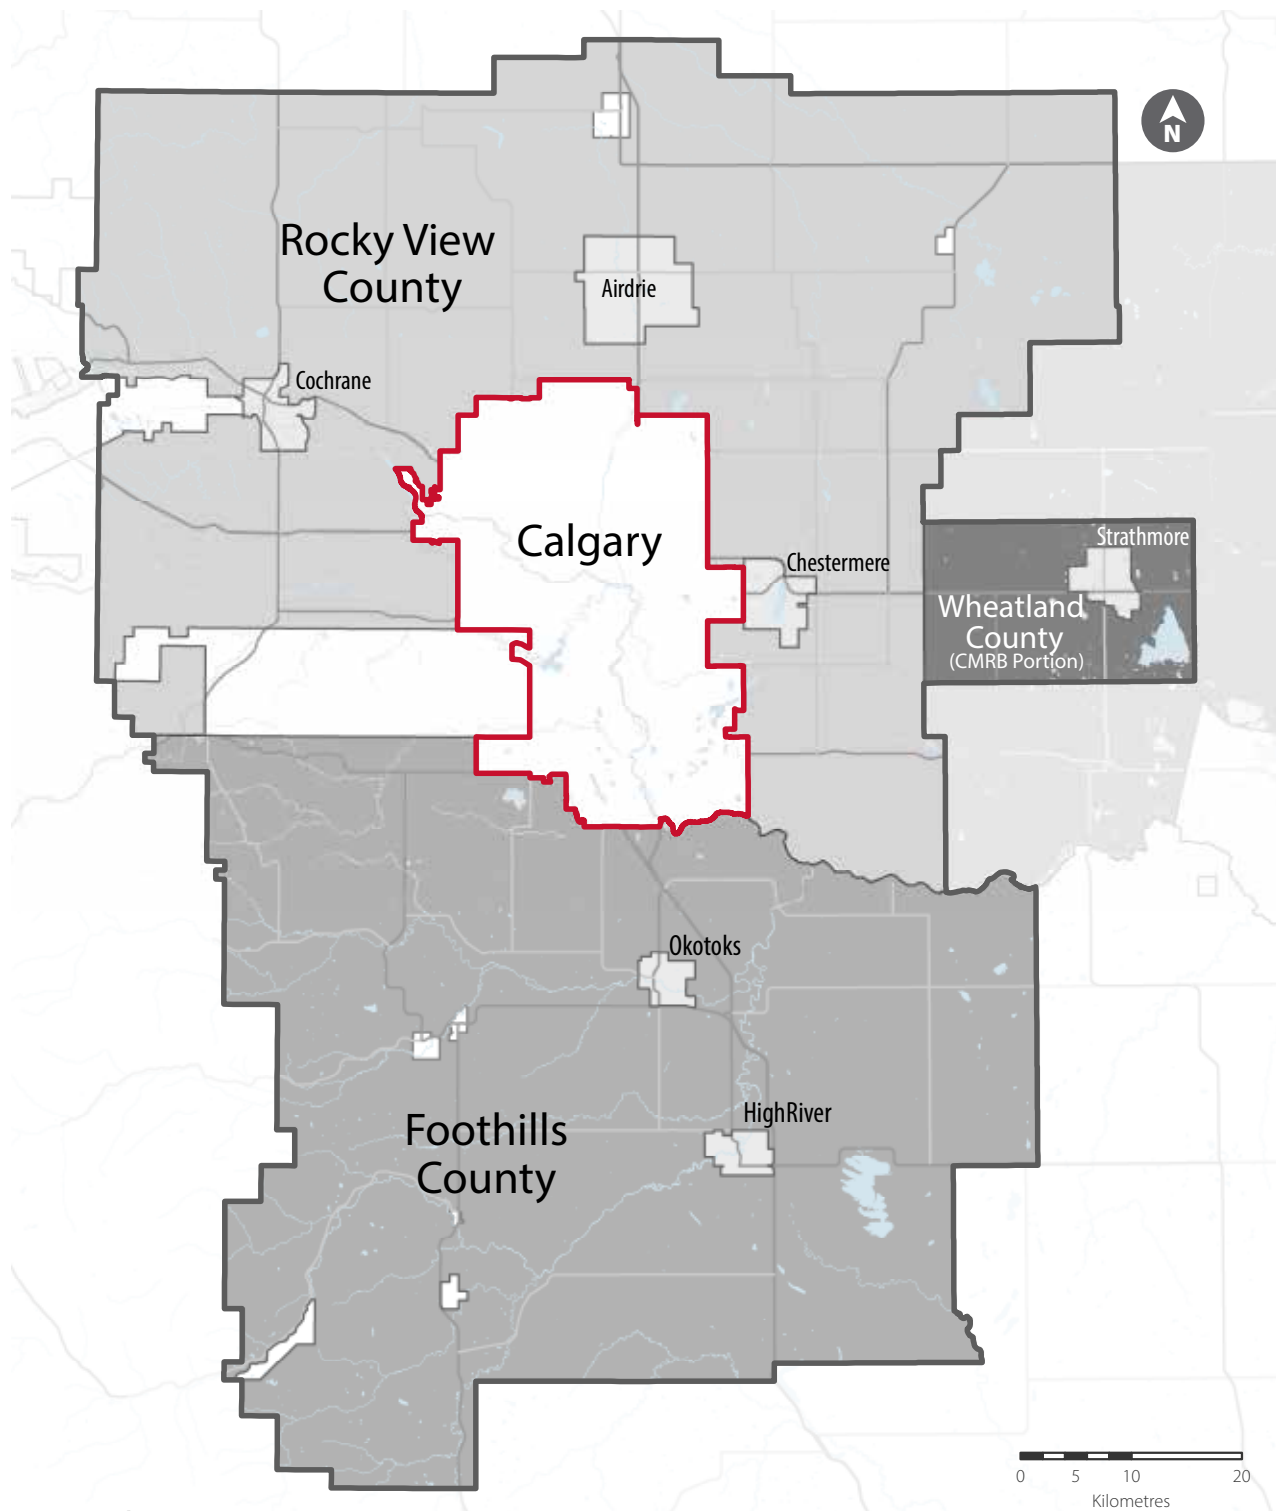 N
Rocky View
County
Airdrie
Cochrane
Calgary
Chestermere
Strathmore
Wheatland
County
(CMRB Portion)
Okotoks
HighRiver
Foothills
County
0 5 10 20
Kilometres